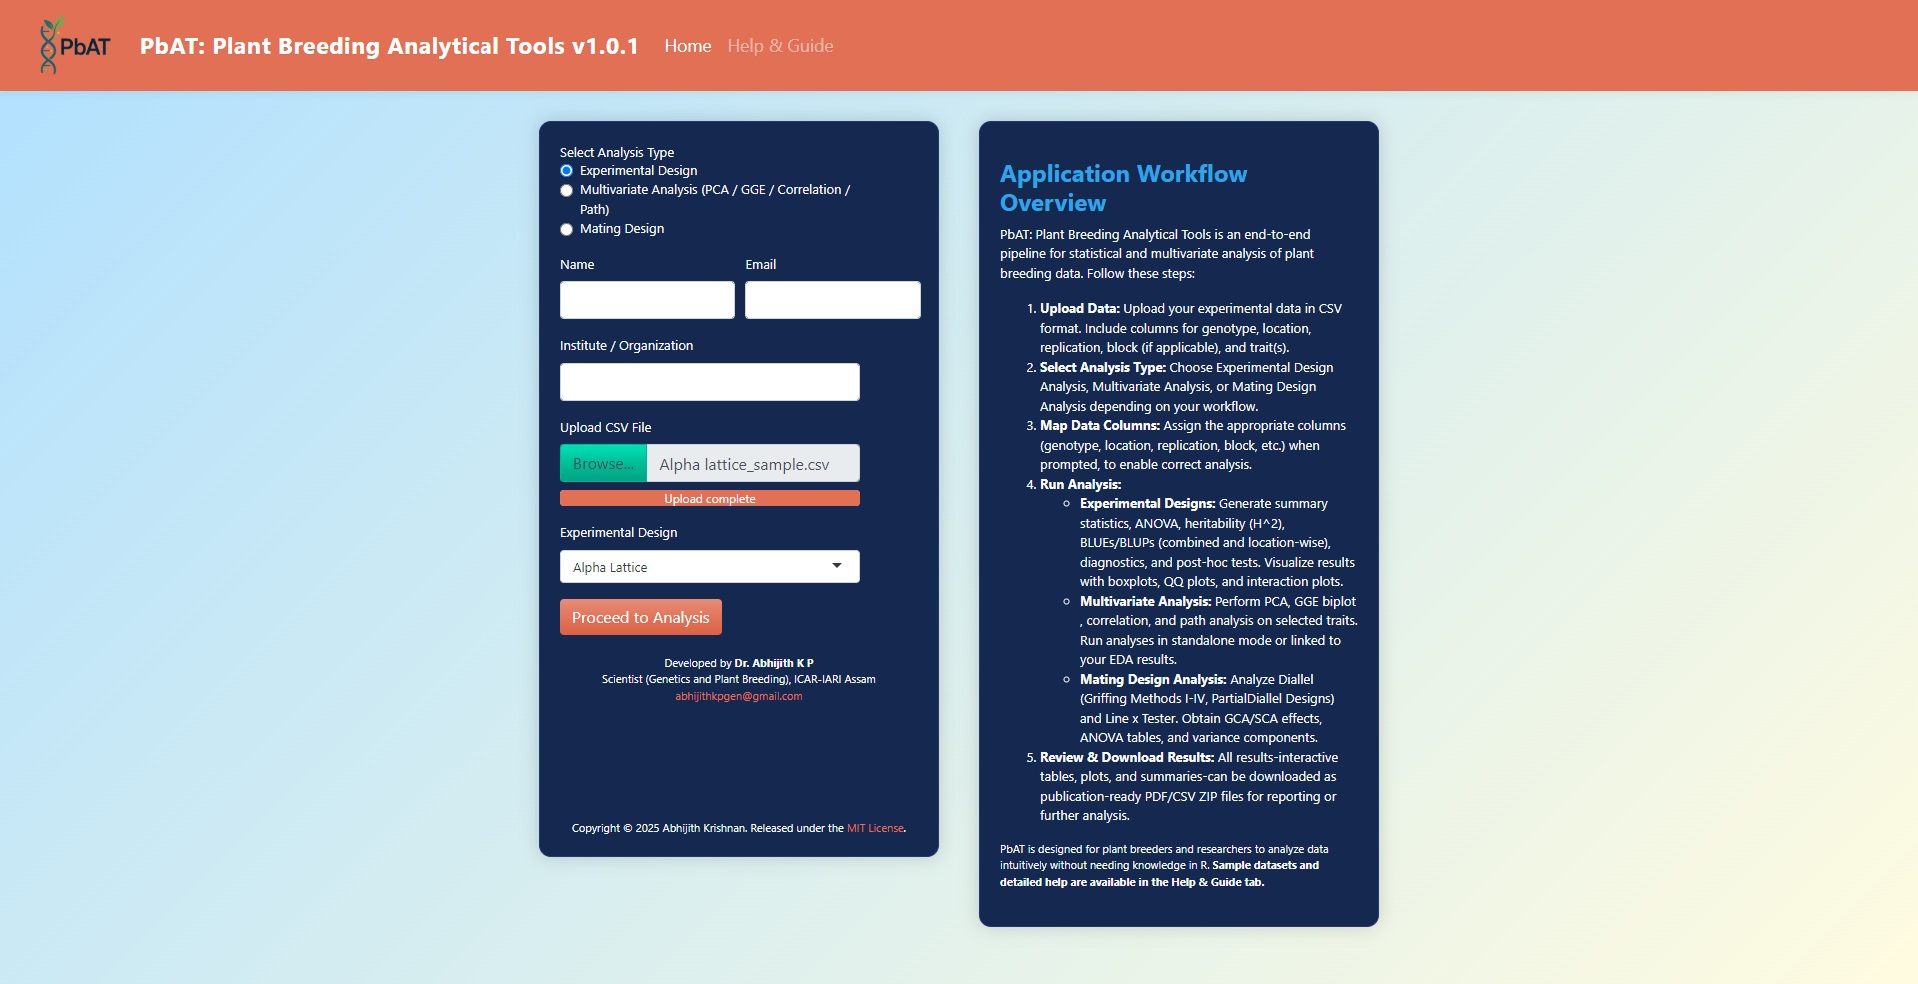 PbAT
PbAT: Plant Breeding Analytical Tools v1.0.1
Home
Help & Guide
Select Analysis Type
Experimental Design
Multivariate Analysis (PCA / GGE / Correlation /
Path)
Mating Design
Name
Email
Institute / Organization
Upload CSV File
Browse...
Alpha lattice_sample.csv
Upload complete
Experimental Design
Alpha Lattice
Proceed to Analysis
Developed by Dr. Abhijith K P
Scientist (Genetics and Plant Breeding), ICAR-IARI Assam
abhijithkpgen@gmail.com
Copyright © 2025 Abhijith Krishnan. Released under the MIT License.
Application Workflow
Overview
PbAT: Plant Breeding Analytical Tools is an end-to-end
pipeline for statistical and multivariate analysis of plant
breeding data. Follow these steps:
1. Upload Data: Upload your experimental data in CSV
format. Include columns for genotype, location,
replication, block (if applicable), and trait(s).
2. Select Analysis Type: Choose Experimental Design
Analysis, Multivariate Analysis, or Mating Design
Analysis depending on your workflow.
3. Map Data Columns: Assign the appropriate columns
(genotype, location, replication, block, etc.) when
prompted, to enable correct analysis.
4. Run Analysis:
Experimental Designs: Generate summary
statistics, ANOVA, heritability (H^2),
BLUEs/BLUPs (combined and location-wise),
diagnostics, and post-hoc tests. Visualize results
with boxplots, QQ plots, and interaction plots.
Multivariate Analysis: Perform PCA, GGE biplot
, correlation, and path analysis on selected traits.
Run analyses in standalone mode or linked to
your EDA results.
Mating Design Analysis: Analyze Diallel
(Griffing Methods I-IV, PartialDiallel Designs)
and Line x Tester. Obtain GCA/SCA effects,
ANOVA tables, and variance components.
5. Review & Download Results: All results-interactive
tables, plots, and summaries-can be downloaded as
publication-ready PDF/CSV ZIP files for reporting or
further analysis.
PbAT is designed for plant breeders and researchers to analyze data
intuitively without needing knowledge in R. Sample datasets and
detailed help are available in the Help & Guide tab.